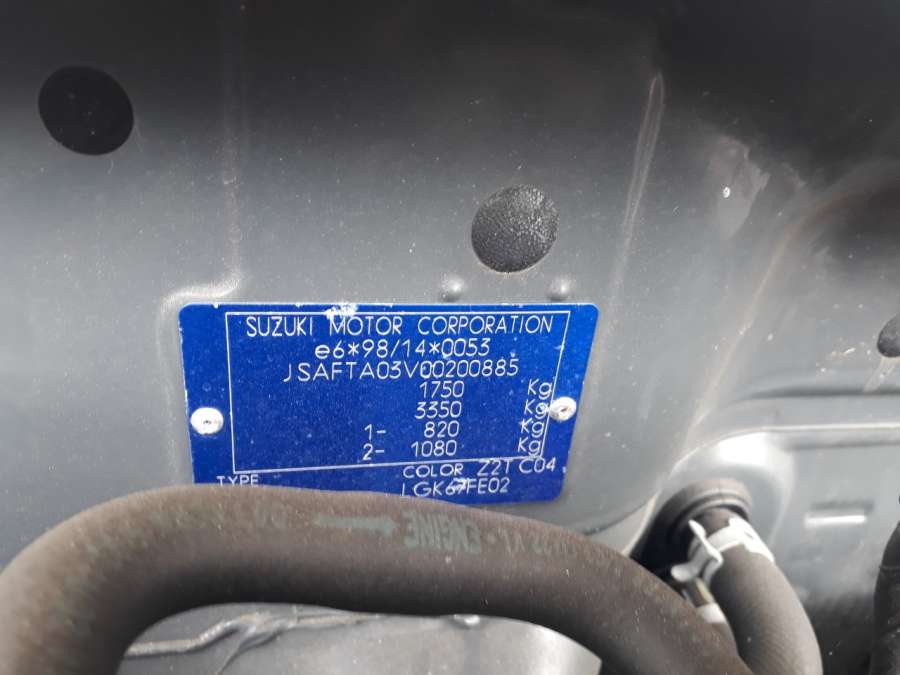 SUZUKI MOTOR CORPORATION
e6*98/14*0053
JSAFTA03V00200885
1750 Kg
3350 Kg
1- 820 Kg
2- 1080 Kg
COLOR Z2T C04
TYPE
ENGINE